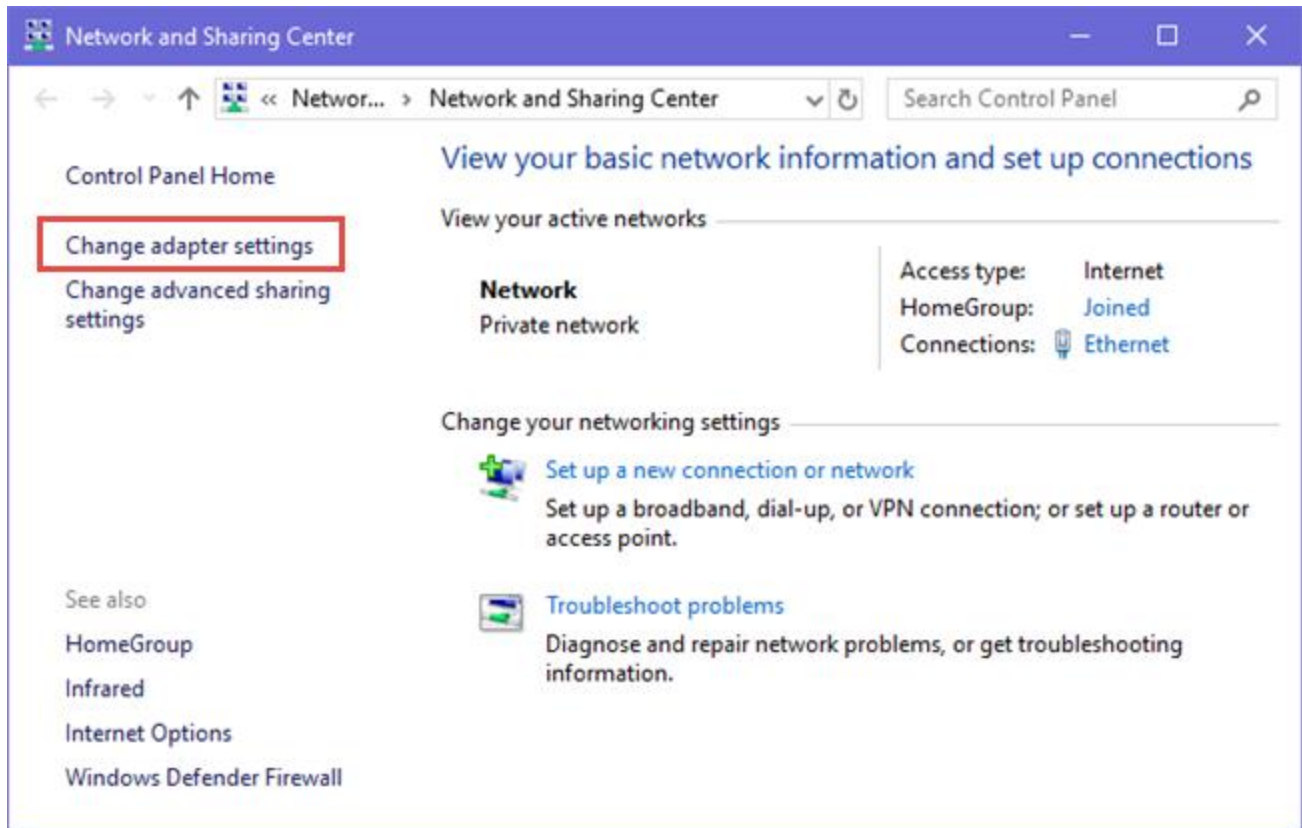 Network and Sharing Center
« Networ... › Network and Sharing Center
Search Control Panel
Control Panel Home
Change adapter settings
Change advanced sharing
settings
See also
HomeGroup
Infrared
Internet Options
Windows Defender Firewall
View your basic network information and set up connections
View your active networks
Network
Private network
Access type: Internet
HomeGroup: Joined
Connections: Ethernet
Change your networking settings
Set up a new connection or network
Set up a broadband, dial-up, or VPN connection; or set up a router or
access point.
Troubleshoot problems
Diagnose and repair network problems, or get troubleshooting
information.